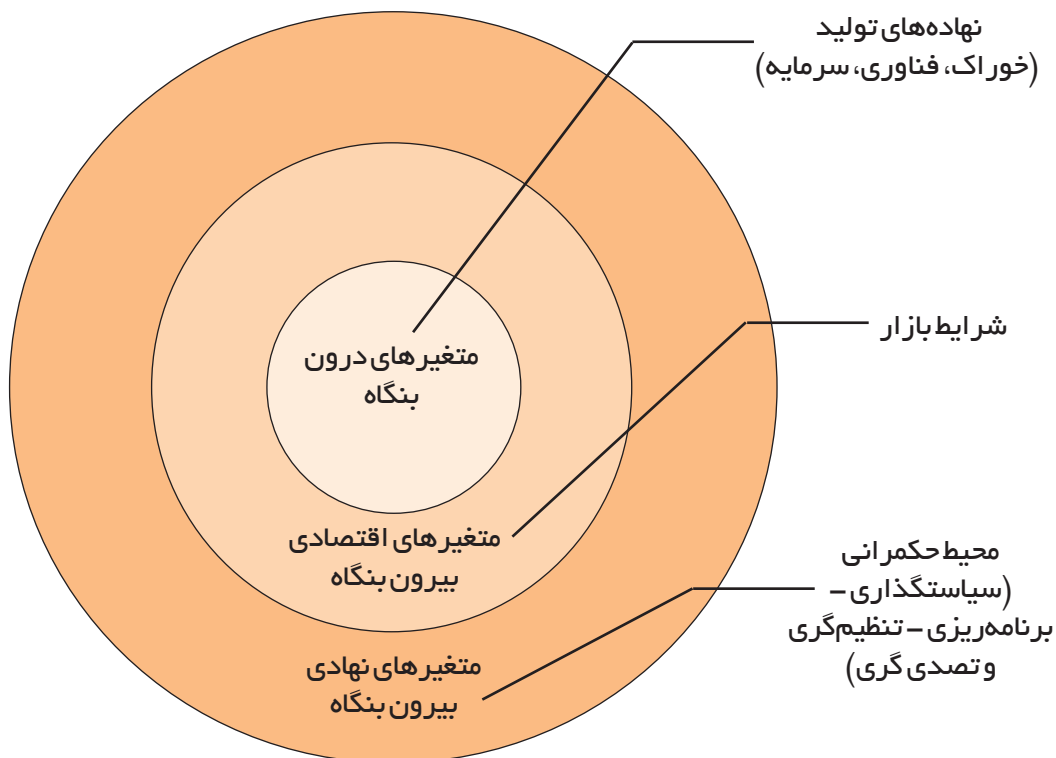 نهاده‌های تولید
(خوراک، فناوری، سرمایه)
شرایط بازار
متغیرهای درون
بنگاه
متغیرهای اقتصادی
بیرون بنگاه
محیط حکمرانی
(سیاستگذاری –
برنامه‌ریزی – تنظیم‌گری
و تصدی گری)
متغیرهای نهادی
بیرون بنگاه